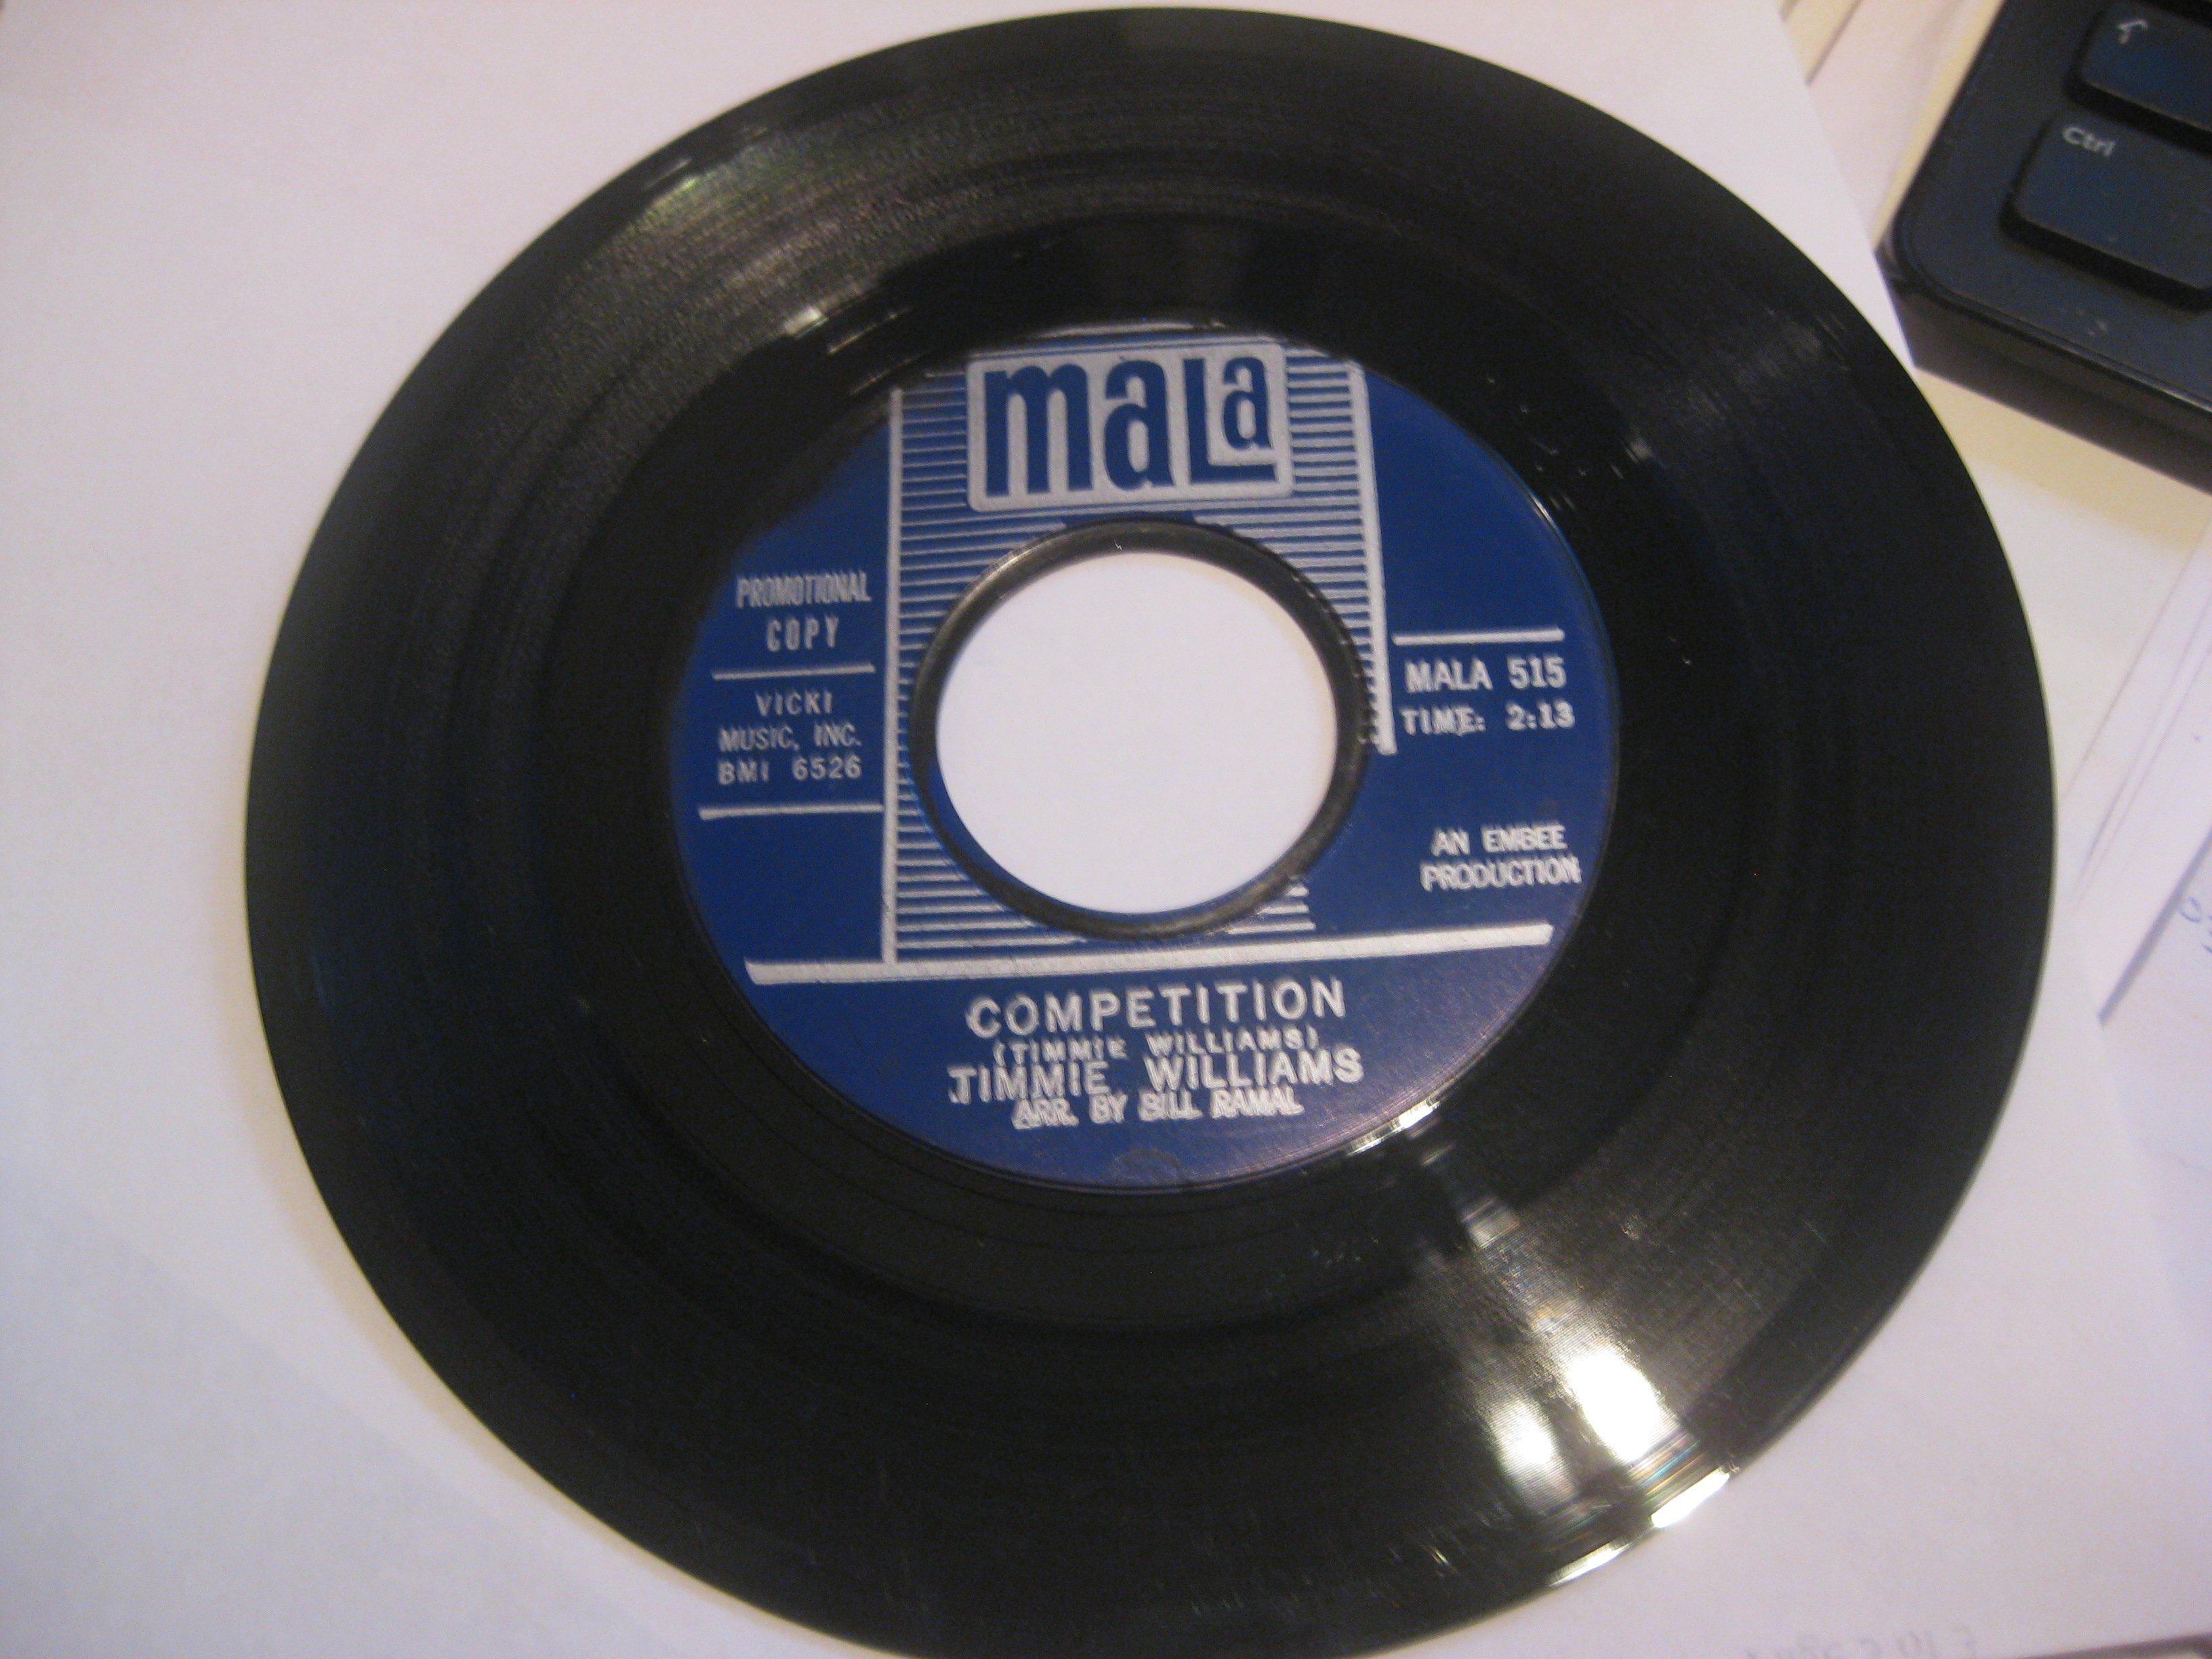 mala
PROMOTIONAL
COPY
VICKI
MUSIC, INC.
BMI 6526
MALA 515
TIME: 2:13
AN EMBEE
PRODUCTION
COMPETITION
(TIMMIE WILLIAMS)
TIMMIE WILLIAMS
ARR. BY BILL RAMAL
Ctrl